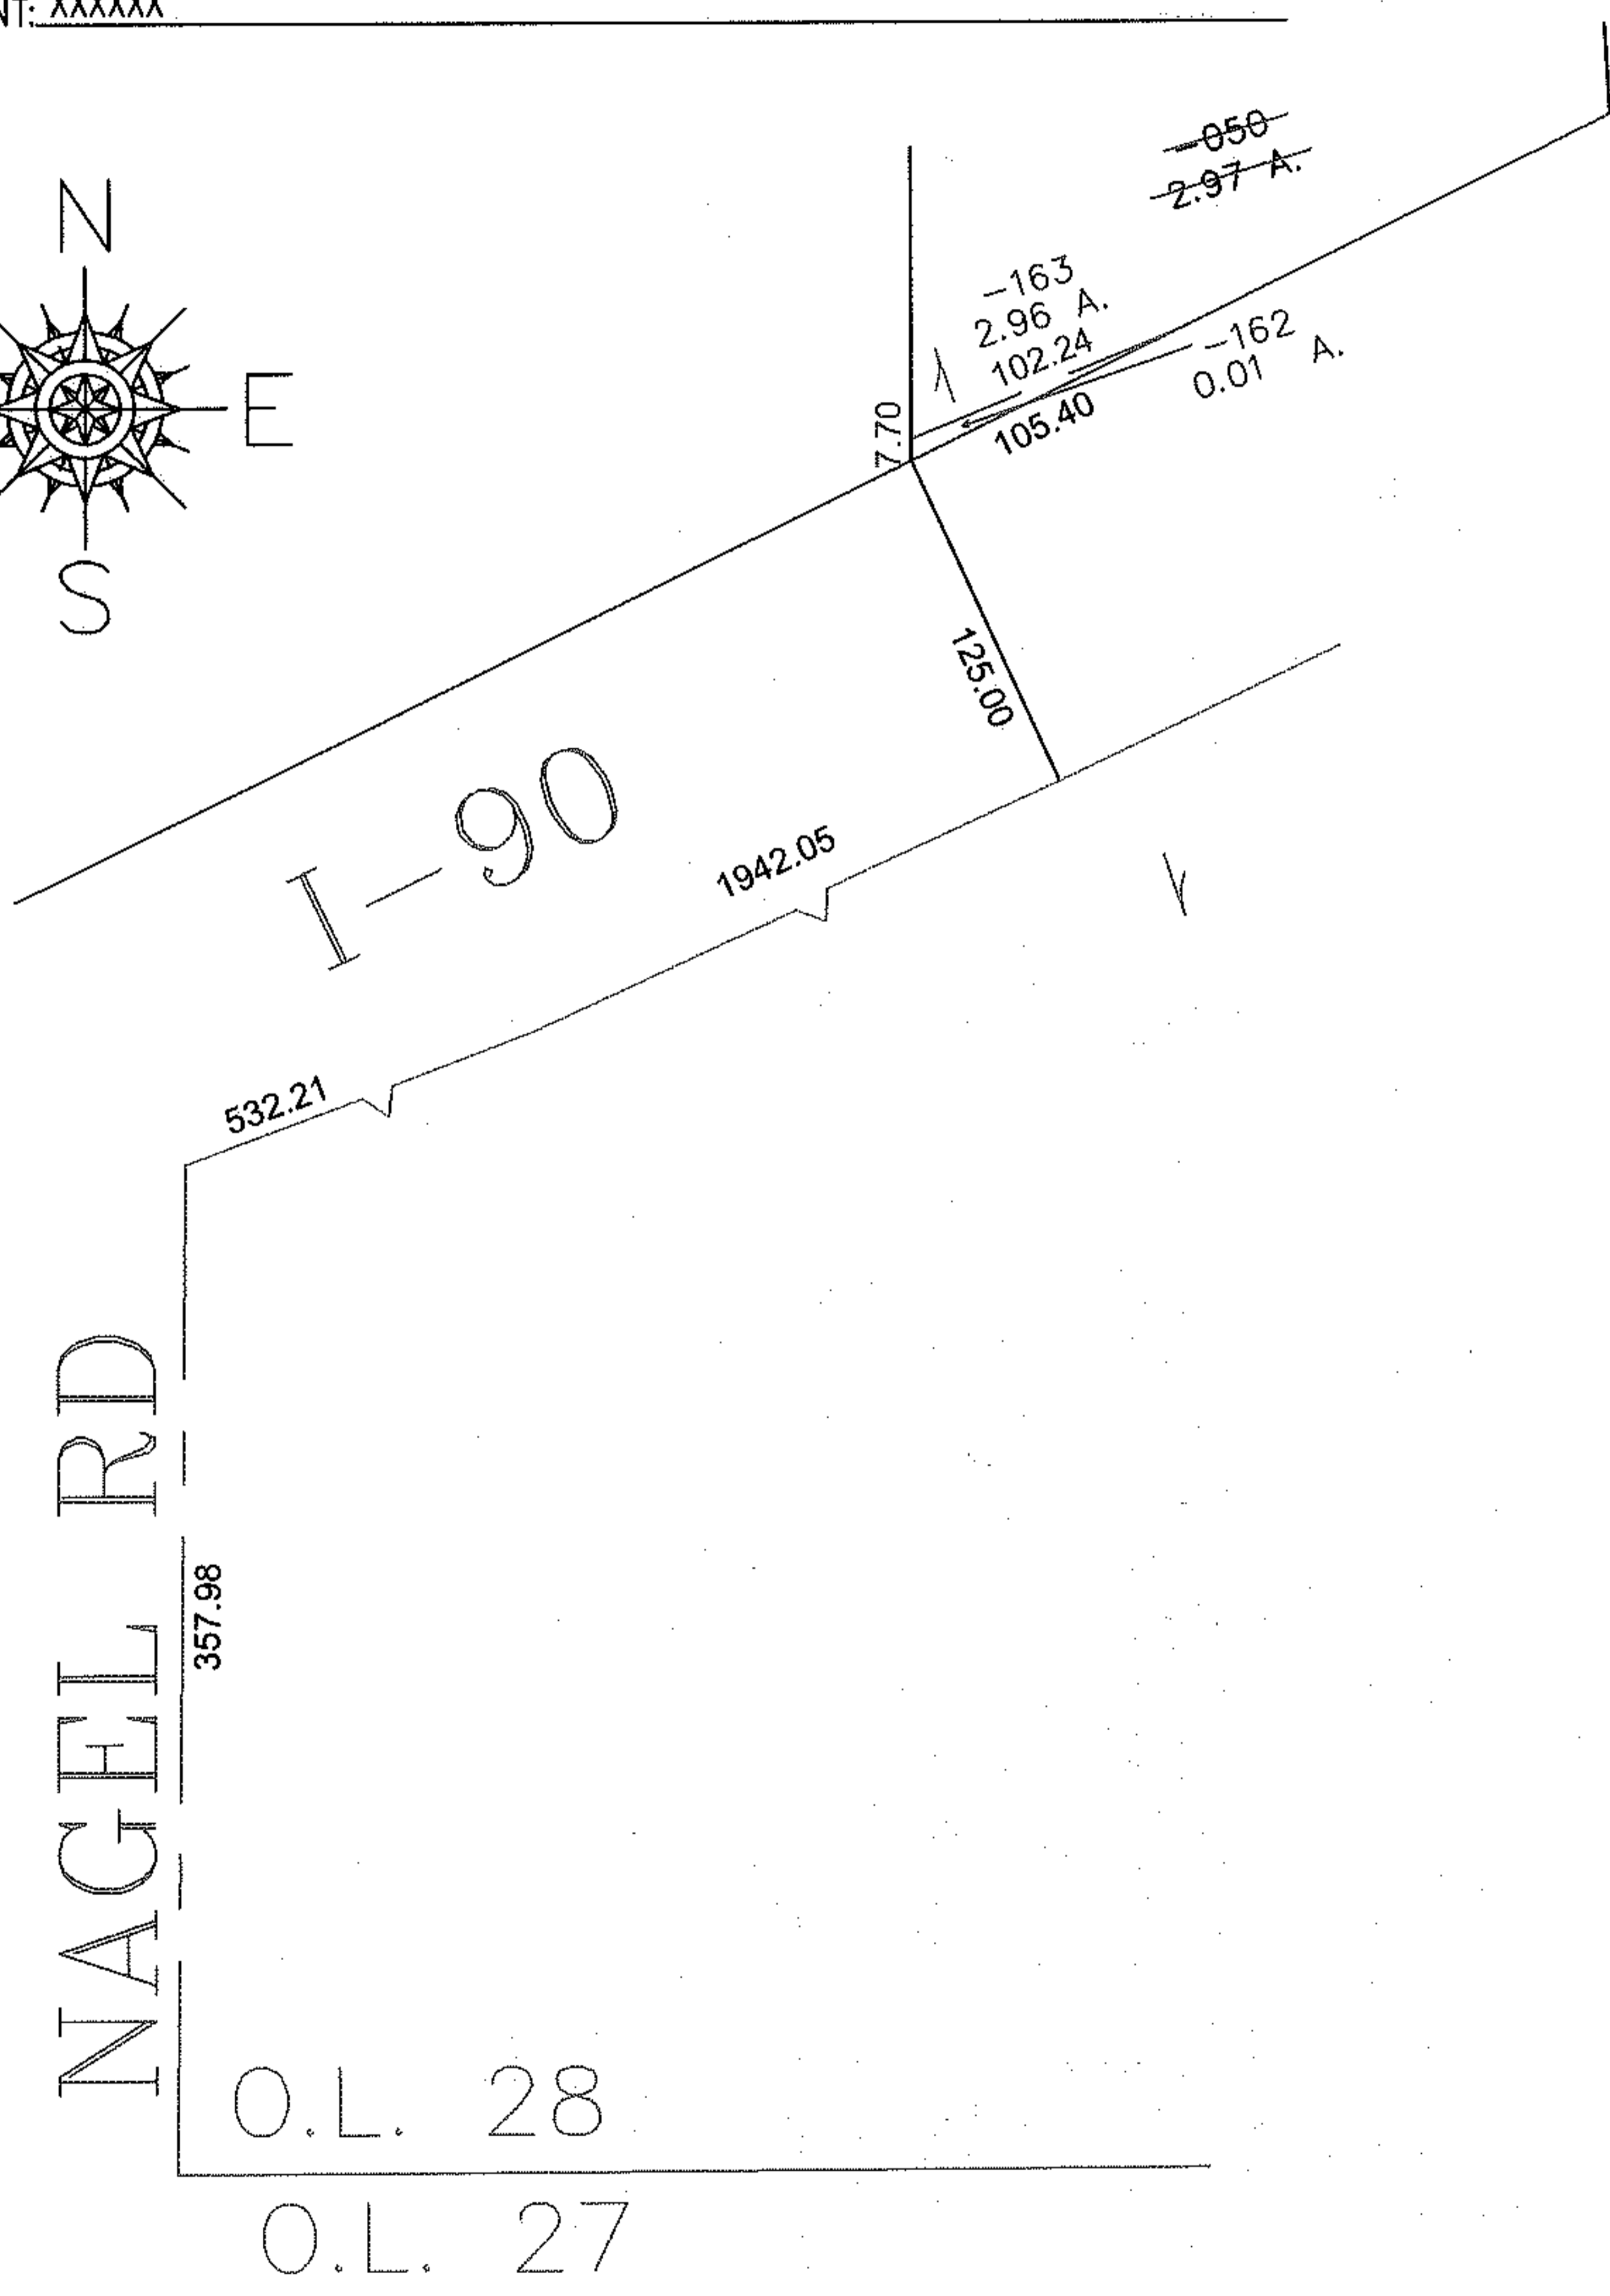 NT: XXXXXX
-050
2.97 A.
N
E
S
-163
2.96 A.
102.24
-162
0.01 A.
7.70
105.40
125.00
I-90
1942.05
532.21
NAGEL RD
357.98
O.L. 28
O.L. 27